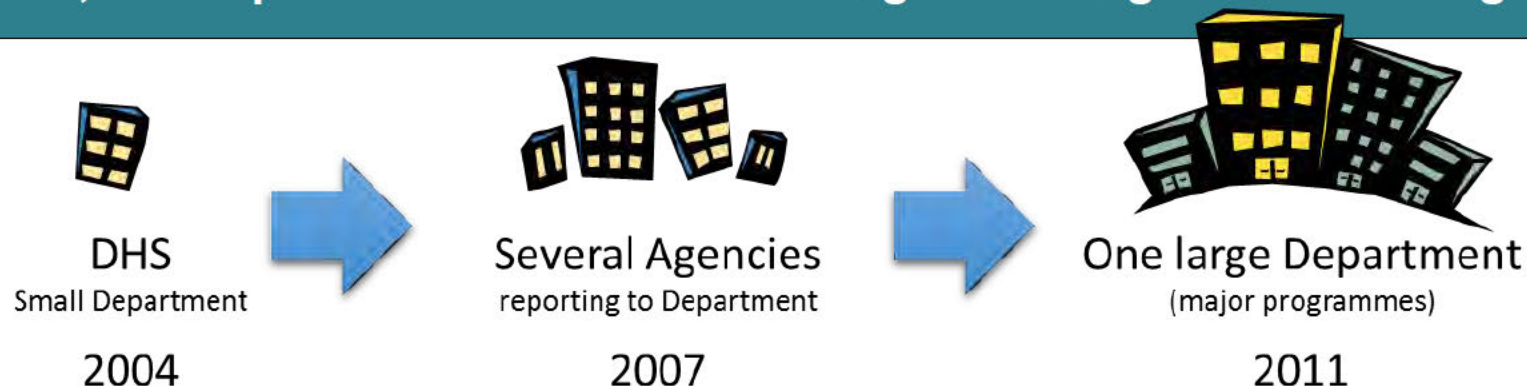 DHS
Small Department
2004
Several Agencies
reporting to Department
2007
One large Department
(major programmes)
2011